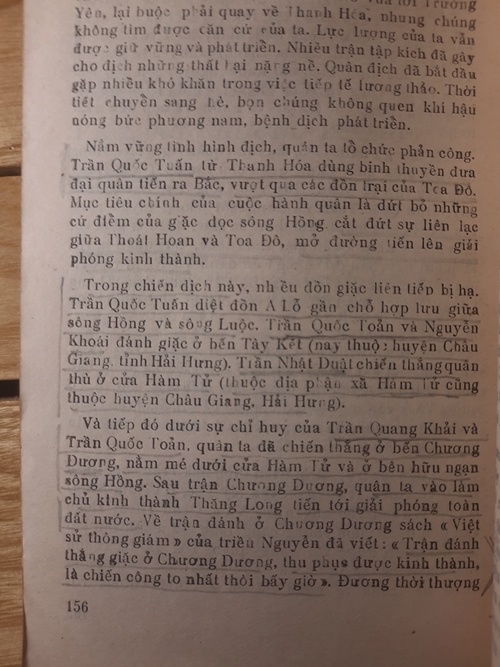 Yên, lại buộc phải quay về Thanh Hóa, nhưng chúng
không tìm được căn cứ của ta. Lực lượng của ta vẫn
được giữ vững và phát triển. Nhiều trận tập kích đã gây
cho địch những thất bại nặng nề. Quân địch đã bắt đầu
gặp nhiều khó khăn trong việc tiếp tế lương thảo. Thời
tiết chuyển sang hè, bọn chúng không quen khí hậu
nóng bức phương nam, bệnh dịch phát triển.
Nắm vững tình hình địch, quân ta tổ chức phản công.
Trần Quốc Tuấn từ Thanh Hóa dùng binh thuyền đưa
đại quân tiến ra Bắc, vượt qua các đồn trại của Toa Đô.
Mục tiêu chính của cuộc hành quân là dứt bỏ những
cứ điểm của giặc dọc sông Hồng cắt đứt sự liên lạc
giữa Thoát Hoan và Toa Đô, mở đường tiến lên giải
phóng kinh thành.
Trong chiến dịch này, nhiều đồn giặc liên tiếp bị hạ.
Trần Quốc Tuấn diệt đồn A Lỗ gần chỗ hợp lưu giữa
sông Hồng và sông Luộc. Trần Quốc Toản và Nguyễn
Khoái đánh giặc ở bến Tây Kết (nay thuộc huyện Châu
Giang, tỉnh Hải Hưng). Trần Nhật Duật chiến thắng quân
thù ở cửa Hàm Tử (thuộc địa phận xã Hàm Tử cũng
thuộc huyện Châu Giang, Hải Hưng).
Và tiếp đó dưới sự chỉ huy của Trần Quang Khải và
Trần Quốc Toản, quân ta đã chiến thắng ở bến Chương
Dương, nằm mé dưới cửa Hàm Tử và ở bên hữu ngạn
sông Hồng. Sau trận Chương Dương, quân ta vào làm
chủ kinh thành Thăng Long tiến tới giải phóng toàn
đất nước. Về trận đánh ở Chương Dương sách « Việt
sử thông giám » của triều Nguyễn đã viết: « Trận đánh
thắng giặc ở Chương Dương, thu phục được kinh thành,
là chiến công to nhất thời bấy giờ ». Đương thời thượng
156